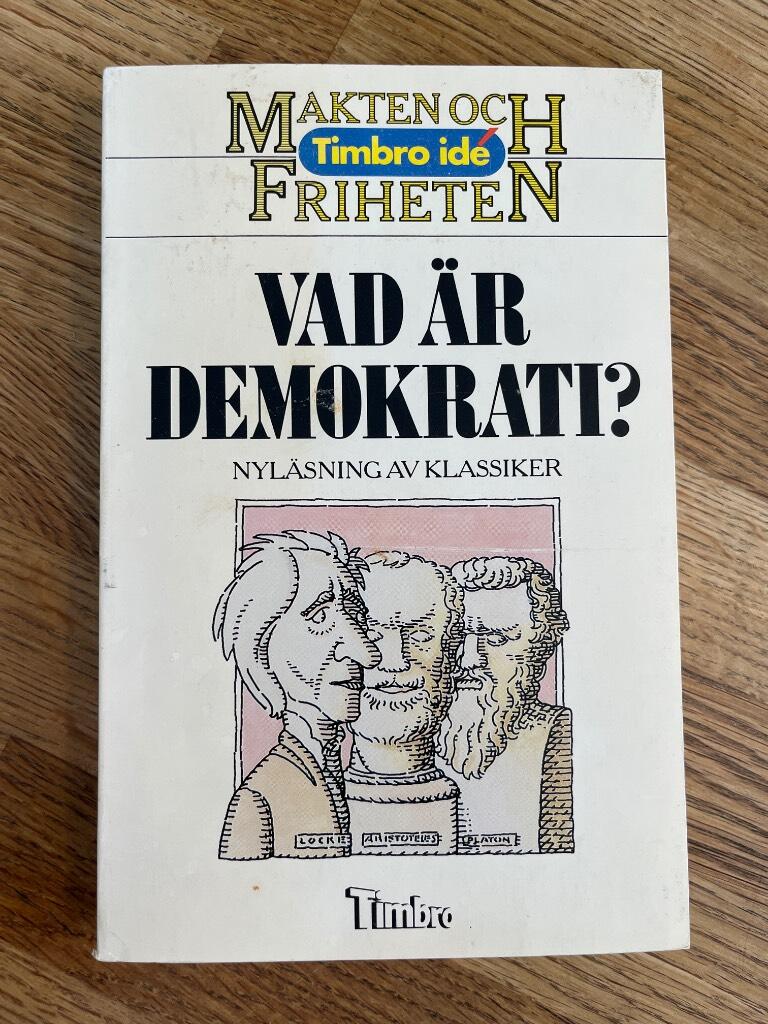 MAKTEN OCH
Timbro idé
FRIHETEN
VAD ÄR
DEMOKRATI?
NYLÄSNING AV KLASSIKER
LOCKE ARISTOTELES PLATON
Timbro